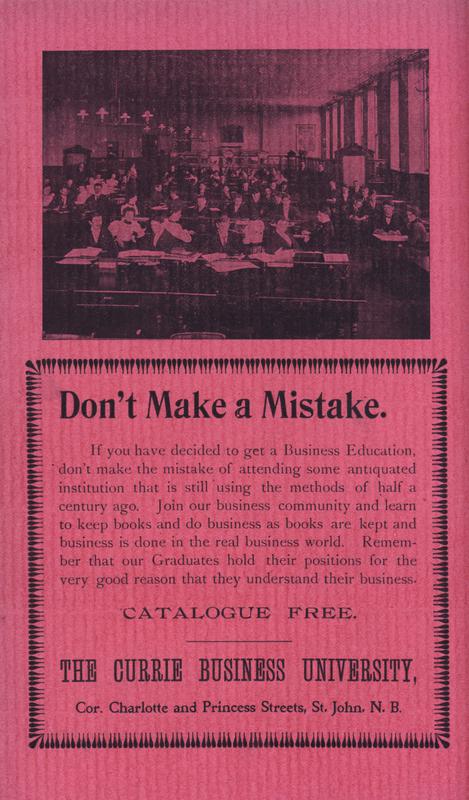 Don't Make a Mistake.
If you have decided to get a Business Education,
don't make the mistake of attending some antiquated
institution that is still using the methods of half a
century ago. Join our business community and learn
to keep books and do business as books are kept and
business is done in the real business world. Remem-
ber that our Graduates hold their positions for the
very good reason that they understand their business.
CATALOGUE FREE.
THE CURRIE BUSINESS UNIVERSITY,
Cor. Charlotte and Princess Streets, St. John, N. B.